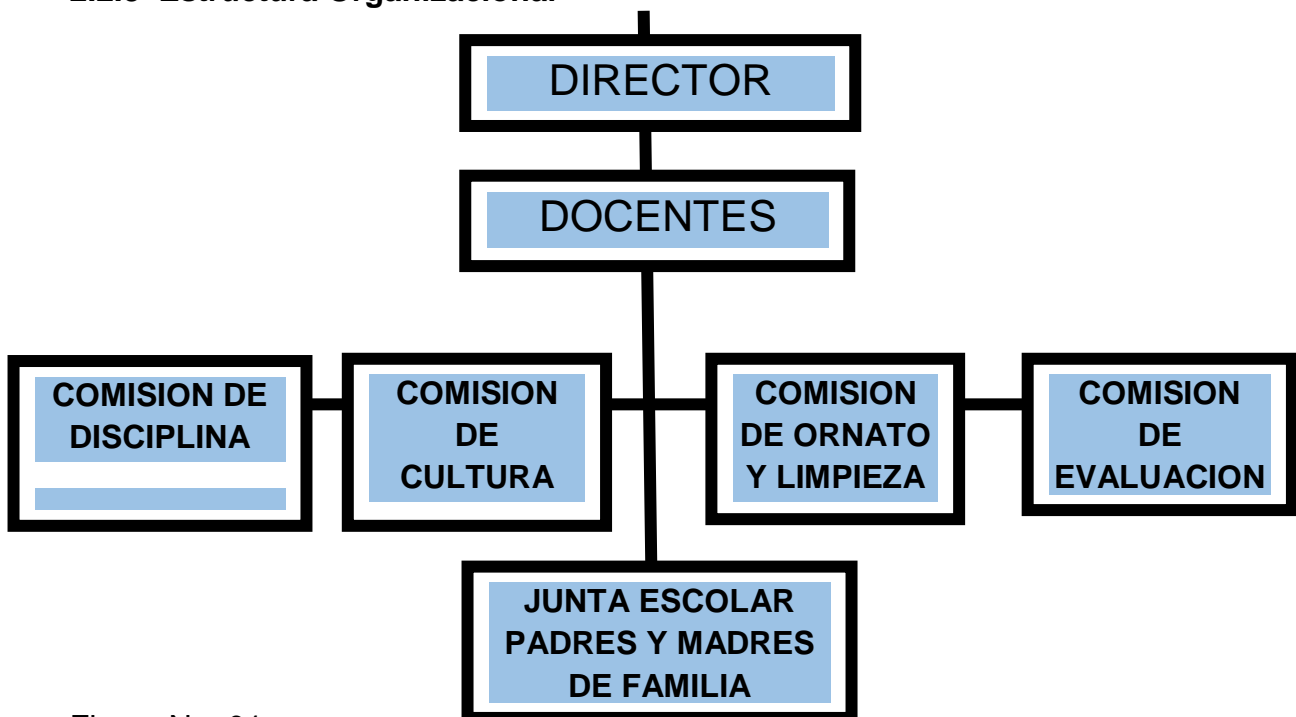 DIRECTOR
DOCENTES
COMISION DE
DISCIPLINA
COMISION
DE
CULTURA
COMISION
DE ORNATO
Y LIMPIEZA
COMISION
DE
EVALUACION
JUNTA ESCOLAR
PADRES Y MADRES
DE FAMILIA